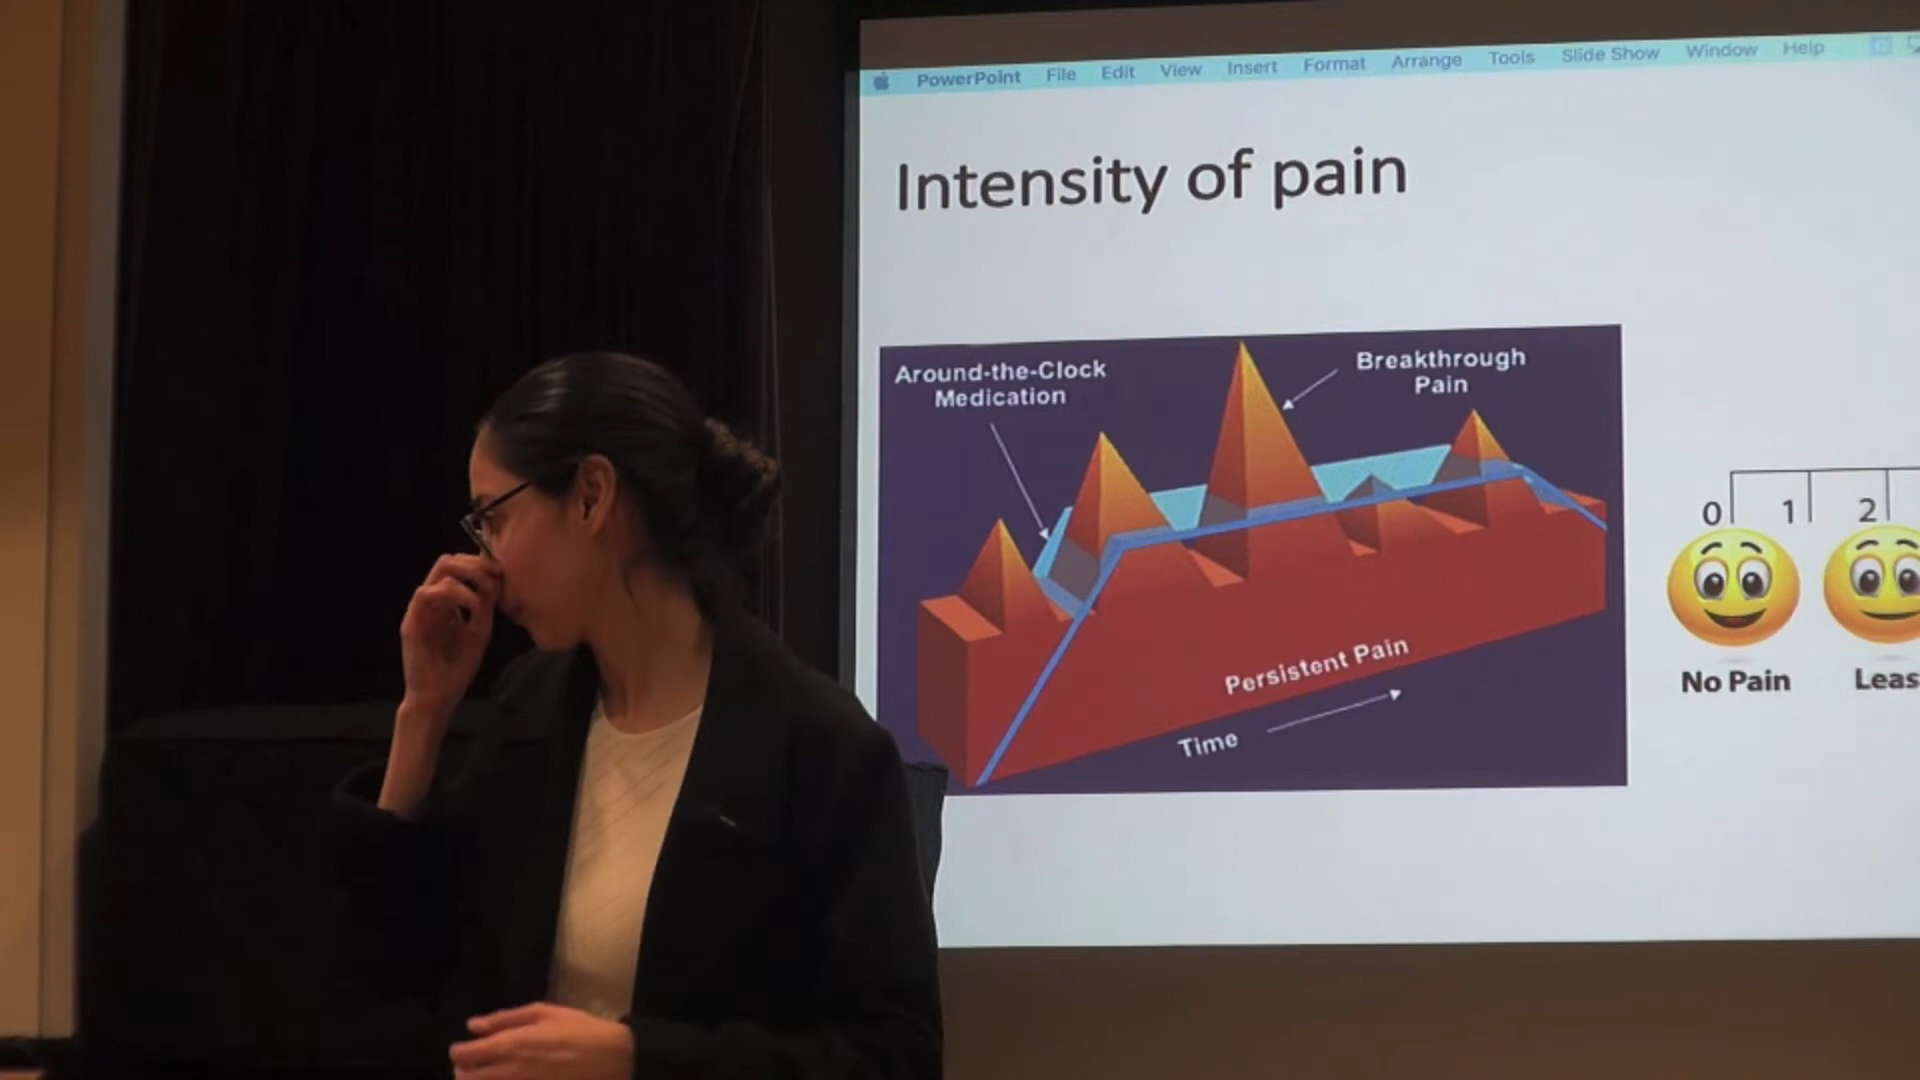 PowerPoint File Edit View Insert Format Arrange Tools Slide Show Window Help
Intensity of pain
Around-the-Clock
Medication
Breakthrough
Pain
Persistent Pain
Time
0 1 2
No Pain